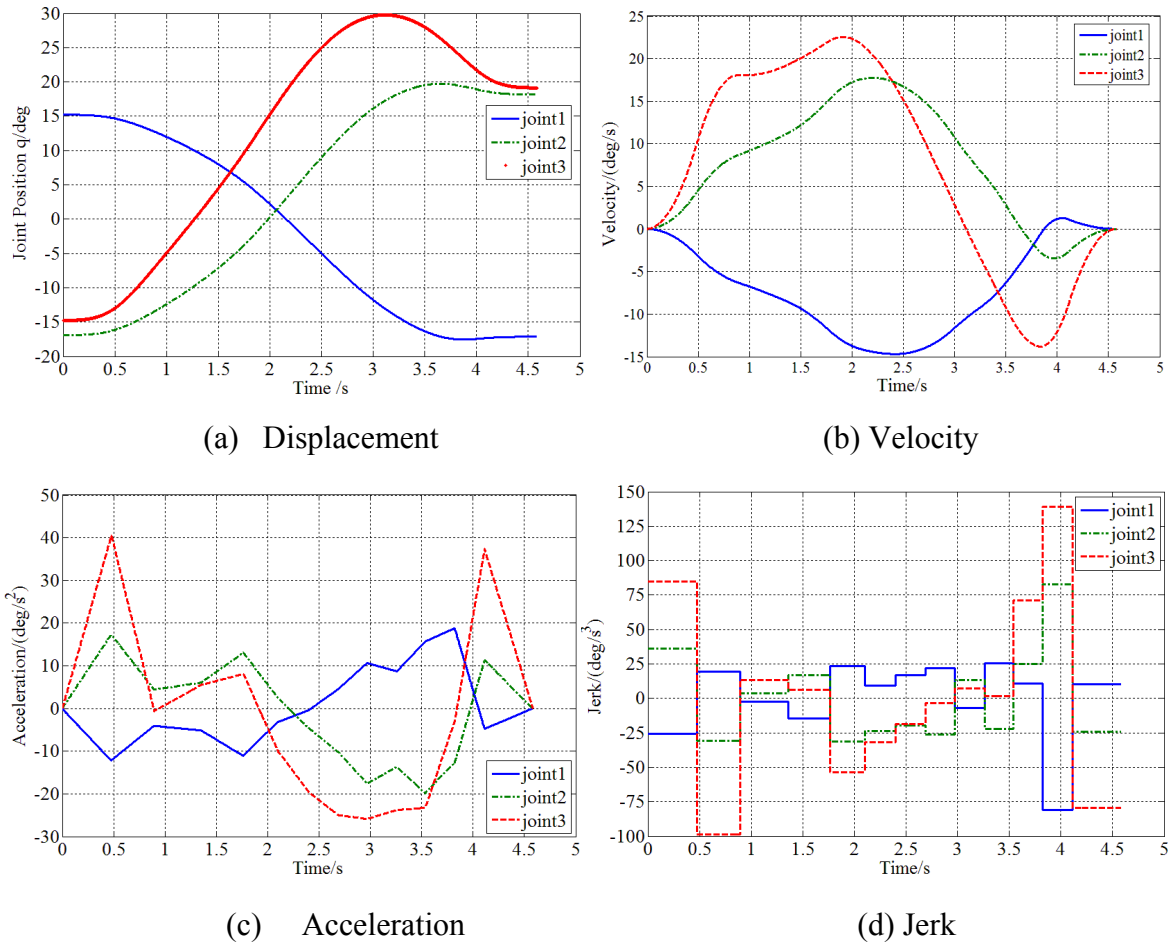 30
25
20
15
10
5
0
-5
-10
-15
-20
Joint Position q/deg
joint1
joint2
joint3
0 0.5 1 1.5 2 2.5 3 3.5 4 4.5 5
Time /s
(a) Displacement
25
20
15
10
5
0
-5
-10
-15
Velocity/(deg/s)
joint1
joint2
joint3
0 0.5 1 1.5 2 2.5 3 3.5 4 4.5 5
Time/s
(b) Velocity
50
40
30
20
10
0
-10
-20
-30
Acceleration/(deg/s²)
joint1
joint2
joint3
0 0.5 1 1.5 2 2.5 3 3.5 4 4.5 5
Time/s
(c) Acceleration
150
125
100
75
50
25
0
-25
-50
-75
-100
Jerk/(deg/s³)
joint1
joint2
joint3
0 0.5 1 1.5 2 2.5 3 3.5 4 4.5 5
Time/s
(d) Jerk